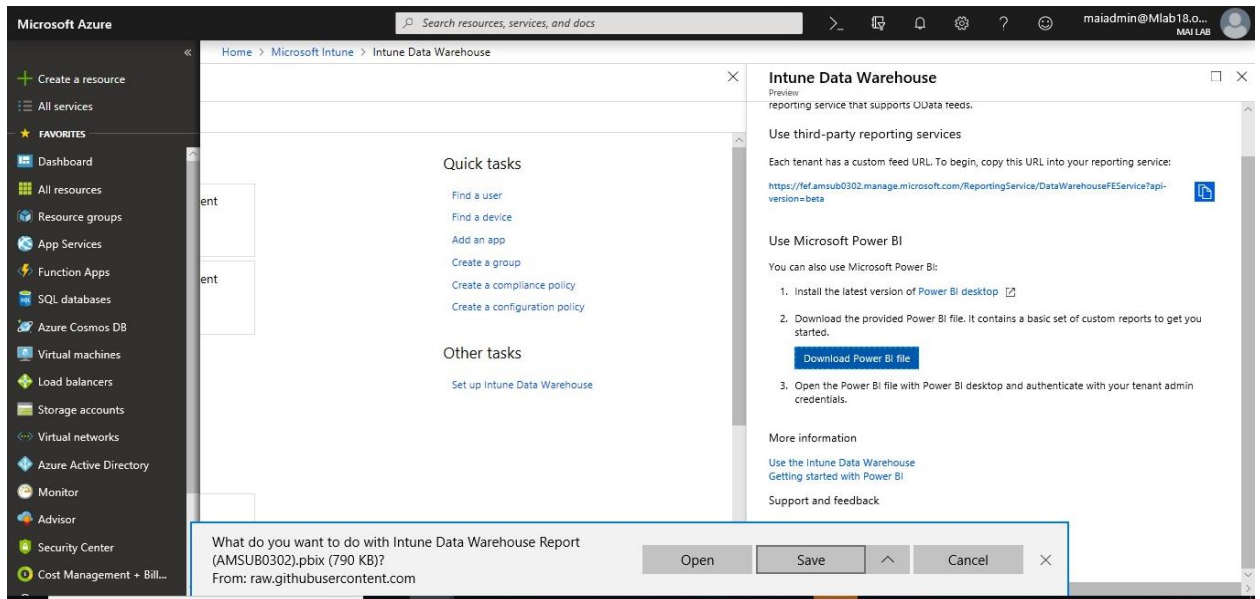 Microsoft Azure
Search resources, services, and docs
maiadmin@Mlab18.o...
MAI LAB
Home > Microsoft Intune > Intune Data Warehouse
Create a resource
All services
FAVORITES
Dashboard
All resources
Resource groups
App Services
Function Apps
SQL databases
Azure Cosmos DB
Virtual machines
Load balancers
Storage accounts
Virtual networks
Azure Active Directory
Monitor
Advisor
Security Center
Cost Management + Bill...
ent
ent
Quick tasks
Find a user
Find a device
Add an app
Create a group
Create a compliance policy
Create a configuration policy
Other tasks
Set up Intune Data Warehouse
Intune Data Warehouse
Preview
reporting service that supports OData feeds.
Use third-party reporting services
Each tenant has a custom feed URL. To begin, copy this URL into your reporting service:
https://fef.amsub0302.manage.microsoft.com/ReportingService/DataWarehouseFEService?api-
version=beta
Use Microsoft Power BI
You can also use Microsoft Power BI:
1. Install the latest version of Power BI desktop
2. Download the provided Power BI file. It contains a basic set of custom reports to get you
started.
Download Power BI file
3. Open the Power BI file with Power BI desktop and authenticate with your tenant admin
credentials.
More information
Use the Intune Data Warehouse
Getting started with Power BI
Support and feedback
What do you want to do with Intune Data Warehouse Report
(AMSUB0302).pbix (790 KB)?
From: raw.githubusercontent.com
Open
Save
Cancel